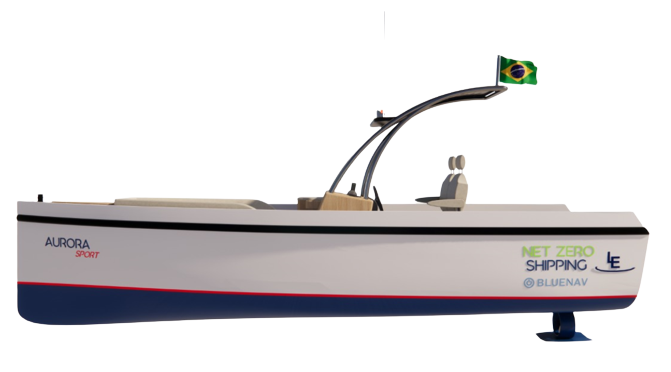 AURORA
SPORT
NET ZERO
SHIPPING
LE
BLUENAV